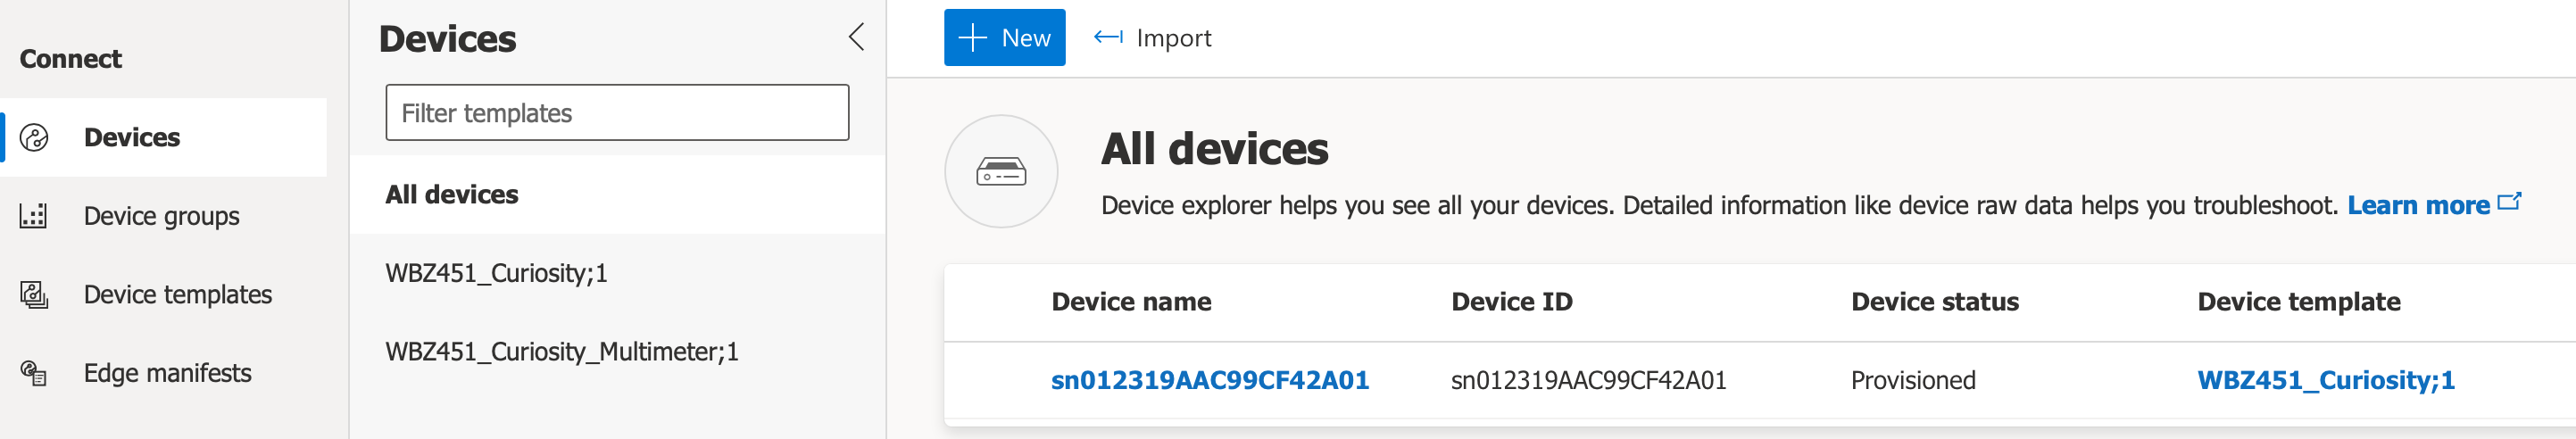 Connect
Devices
Device groups
Device templates
Edge manifests
Devices
Filter templates
All devices
WBZ451_Curiosity;1
WBZ451_Curiosity_Multimeter;1
New
Import
All devices
Device explorer helps you see all your devices. Detailed information like device raw data helps you troubleshoot. Learn more
Device name Device ID Device status Device template
sn012319AAC99CF42A01 sn012319AAC99CF42A01 Provisioned WBZ451_Curiosity;1